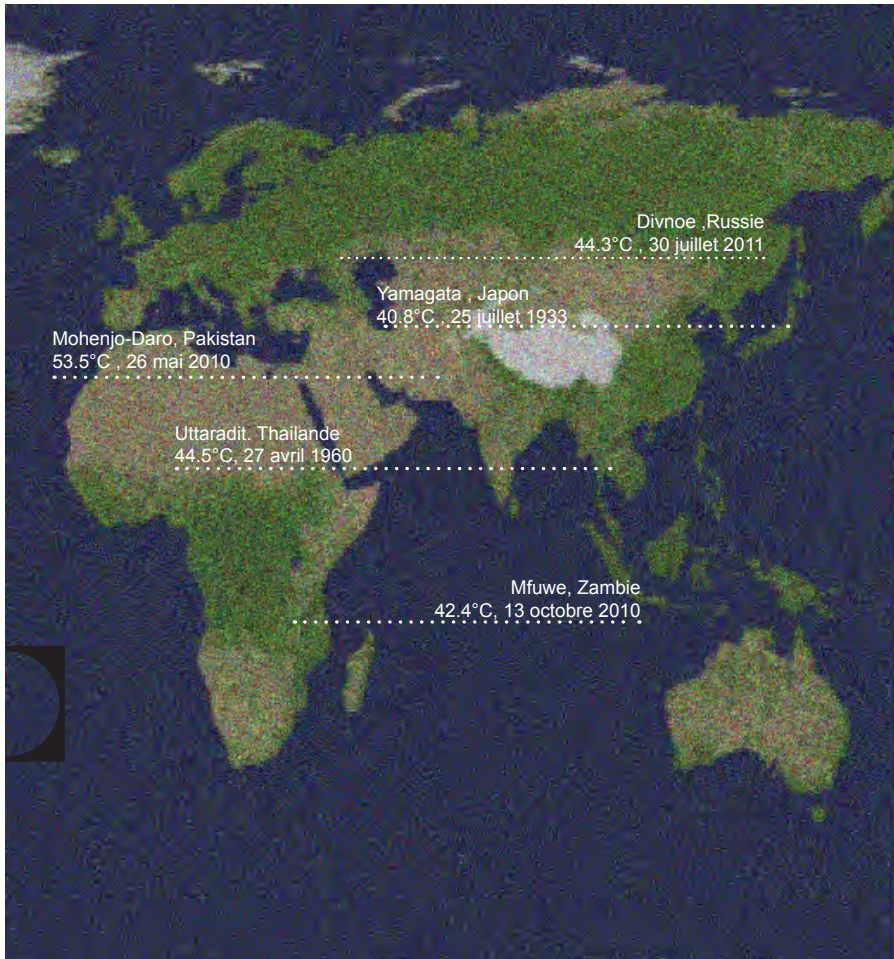 Divnoe ,Russie
44.3°C , 30 juillet 2011
Yamagata , Japon
40.8°C , 25 juillet 1933
Mohenjo-Daro, Pakistan
53.5°C , 26 mai 2010
Uttaradit. Thailande
44.5°C, 27 avril 1960
Mfuwe, Zambie
42.4°C, 13 octobre 2010